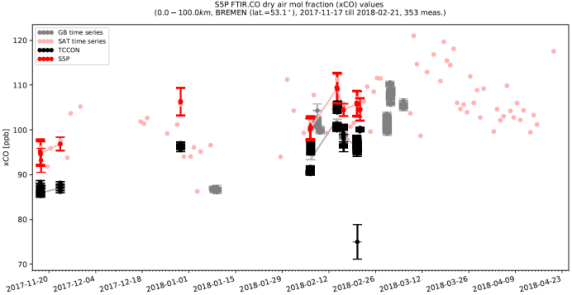 S5P FTIR.CO dry air mol fraction (xCO) values
(0.0 − 100.0km, BREMEN (lat.=53.1°), 2017-11-17 till 2018-02-21, 353 meas.)
GB time series
SAT time series
TCCON
S5P
xCO [ppb]
120
110
100
90
80
70
2017-11-20
2017-12-04
2017-12-18
2018-01-01
2018-01-15
2018-01-29
2018-02-12
2018-02-26
2018-03-12
2018-03-26
2018-04-09
2018-04-23